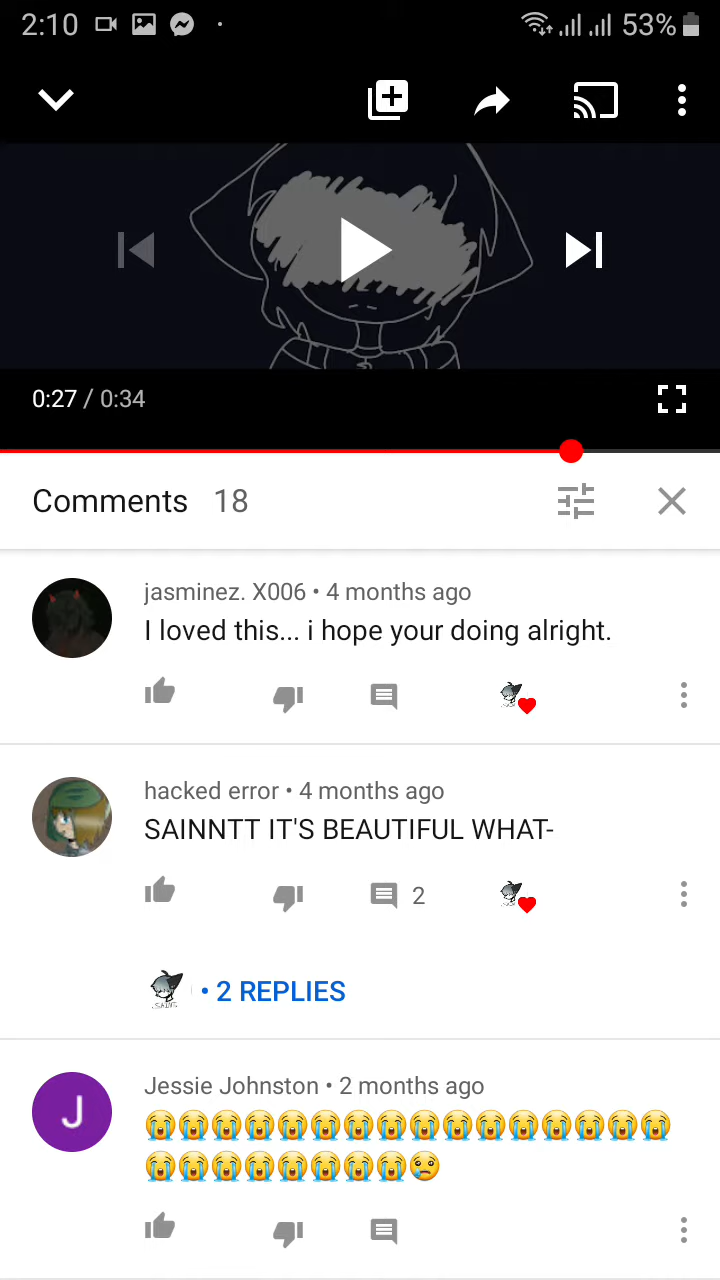 2:10 53%
0:27 / 0:34
Comments 18
jasminez. X006 • 4 months ago
I loved this... i hope your doing alright.
hacked error • 4 months ago
SAINNTT IT'S BEAUTIFUL WHAT-
2
SAINT • 2 REPLIES
J
Jessie Johnston • 2 months ago
😭😭😭😭😭😭😭😭😭😭😭😭😭😭😭😭
😭😭😭😭😭😭😭😭😢